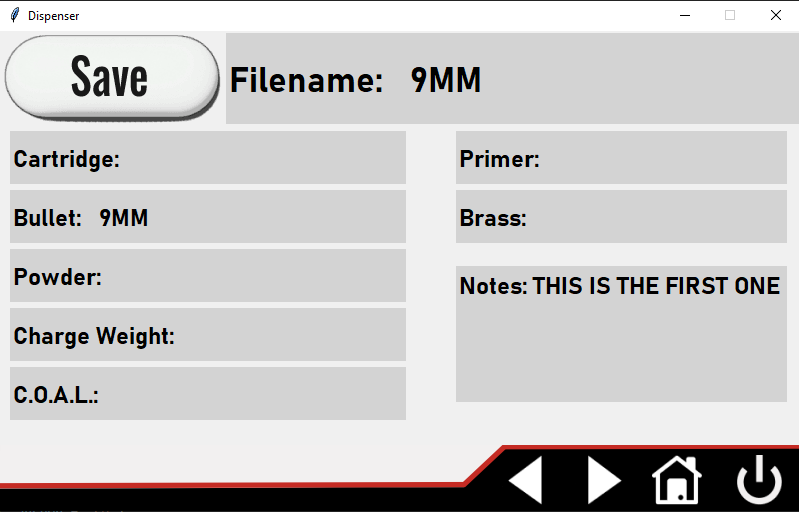 Dispenser
Save
Filename: 9MM
Cartridge:
Primer:
Bullet: 9MM
Brass:
Powder:
Notes: THIS IS THE FIRST ONE
Charge Weight:
C.O.A.L.: